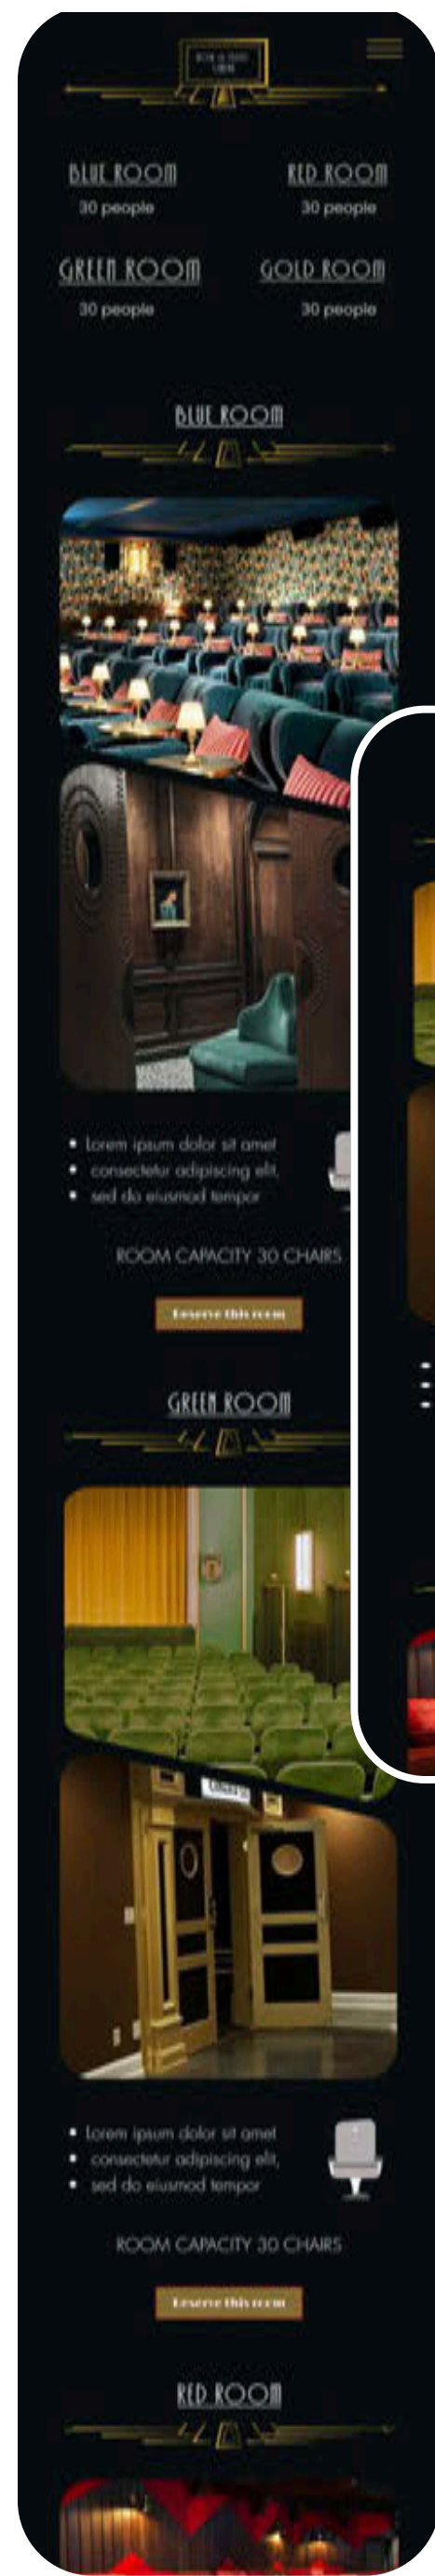 BLUE ROOM
RED ROOM
30 people
30 people
GREEN ROOM
GOLD ROOM
30 people
30 people
BLUE ROOM
Lorem ipsum dolor sit amet
consectetur adipiscing elit,
sed do eiusmod tempor
ROOM CAPACITY 30 CHAIRS
Reserve this room
GREEN ROOM
Lorem ipsum dolor sit amet
consectetur adipiscing elit,
sed do eiusmod tempor
ROOM CAPACITY 30 CHAIRS
Reserve this room
RED ROOM